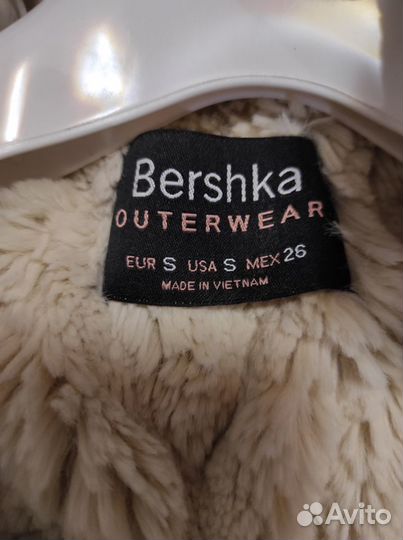 Bershka
OUTERWEAR
EUR S USA S MEX 26
MADE IN VIETNAM
Avito